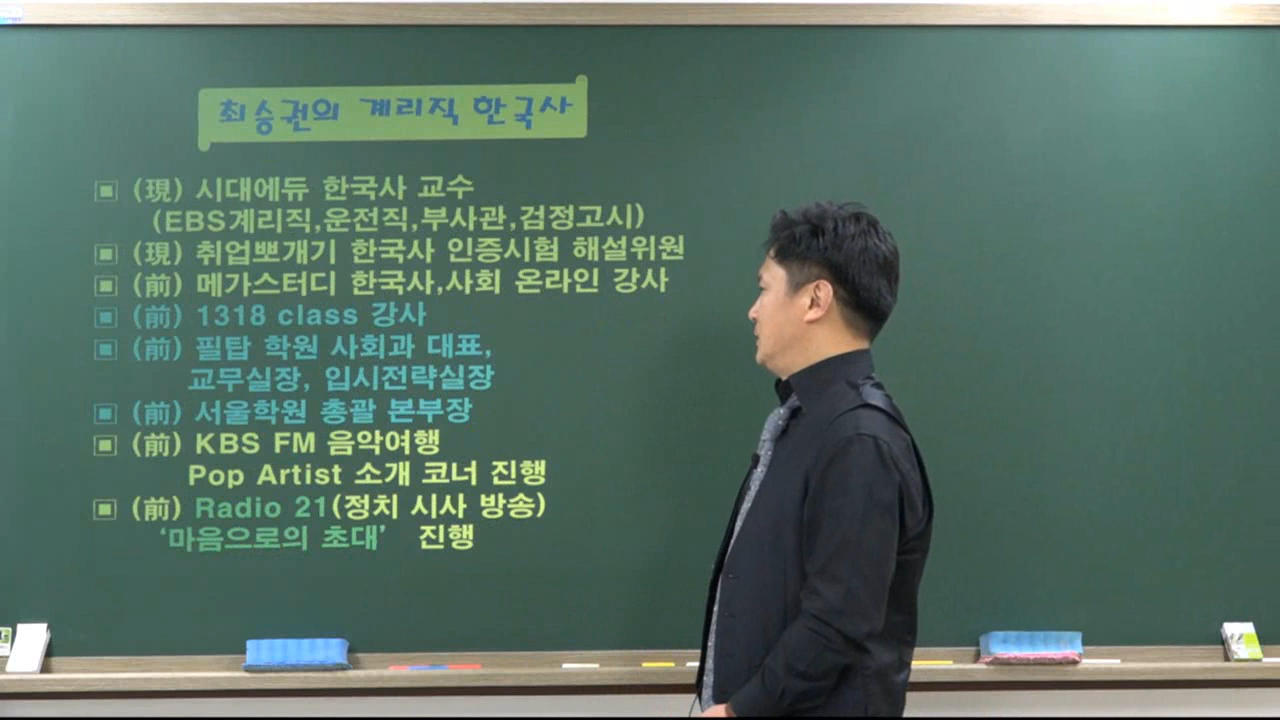 최승권의 계리직 한국사
▣ (現) 시대에듀 한국사 교수
(EBS계리직,운전직,부사관,검정고시)
▣ (現) 취업뽀개기 한국사 인증시험 해설위원
▣ (前) 메가스터디 한국사,사회 온라인 강사
▣ (前) 1318 class 강사
▣ (前) 필탑 학원 사회과 대표,
교무실장, 입시전략실장
▣ (前) 서울학원 총괄 본부장
▣ (前) KBS FM 음악여행
Pop Artist 소개 코너 진행
▣ (前) Radio 21(정치 시사 방송)
‘마음으로의 초대’ 진행